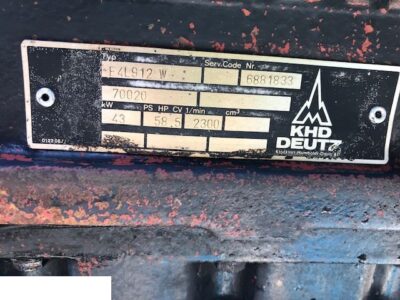 Typ Serv.Code Nr.
F4L912 W 6881833
70020
kW PS HP CV 1/min cm³
43 58,5 2300
KHD
DEUTZ